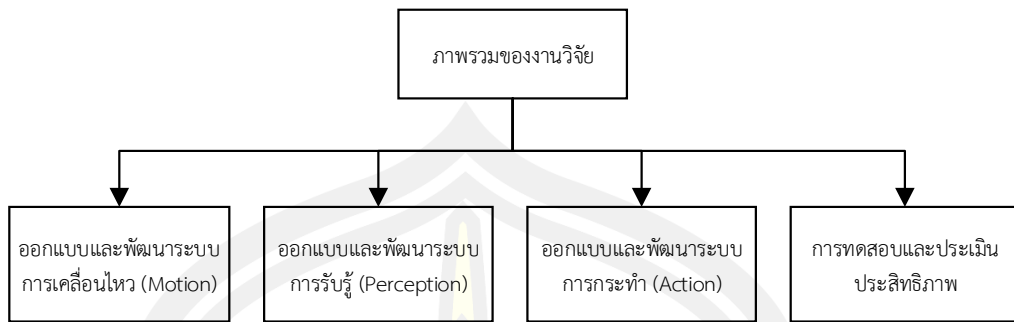 ภาพรวมของงานวิจัย
ออกแบบและพัฒนาระบบ
การเคลื่อนไหว (Motion)
ออกแบบและพัฒนาระบบ
การรับรู้ (Perception)
ออกแบบและพัฒนาระบบ
การกระทำ (Action)
การทดสอบและประเมิน
ประสิทธิภาพ